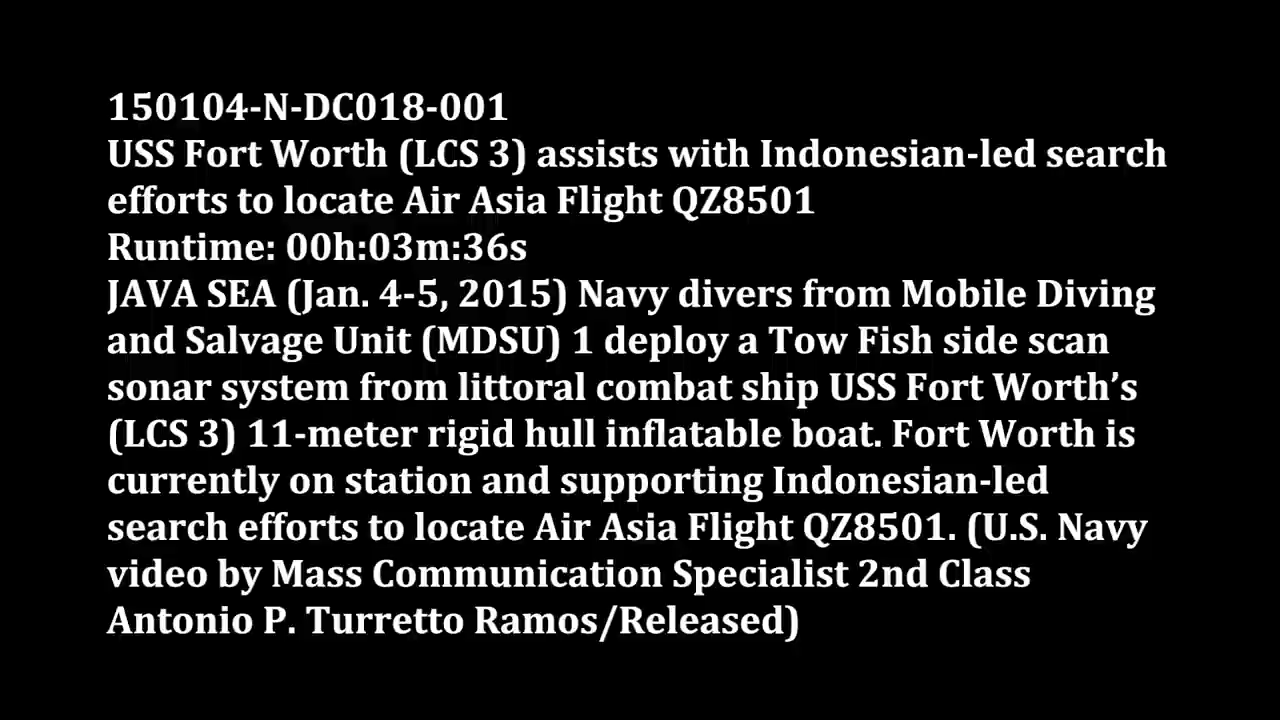 150104-N-DC018-001
USS Fort Worth (LCS 3) assists with Indonesian-led search
efforts to locate Air Asia Flight QZ8501
Runtime: 00h:03m:36s
JAVA SEA (Jan. 4-5, 2015) Navy divers from Mobile Diving
and Salvage Unit (MDSU) 1 deploy a Tow Fish side scan
sonar system from littoral combat ship USS Fort Worth’s
(LCS 3) 11-meter rigid hull inflatable boat. Fort Worth is
currently on station and supporting Indonesian-led
search efforts to locate Air Asia Flight QZ8501. (U.S. Navy
video by Mass Communication Specialist 2nd Class
Antonio P. Turretto Ramos/Released)